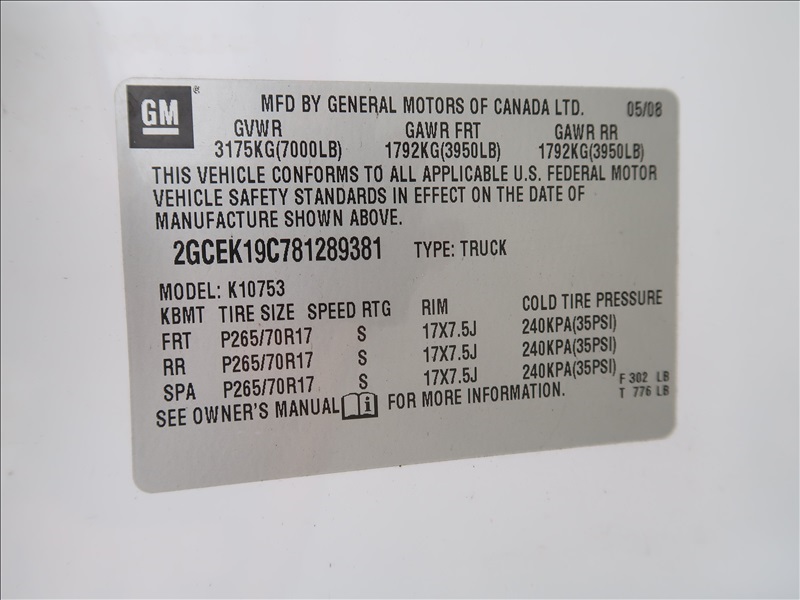 GM ® MFD BY GENERAL MOTORS OF CANADA LTD. 05/08
GVWR GAWR FRT GAWR RR
3175KG(7000LB) 1792KG(3950LB) 1792KG(3950LB)
THIS VEHICLE CONFORMS TO ALL APPLICABLE U.S. FEDERAL MOTOR
VEHICLE SAFETY STANDARDS IN EFFECT ON THE DATE OF
MANUFACTURE SHOWN ABOVE.
2GCEK19C781289381 TYPE: TRUCK
MODEL: K10753
KBMT TIRE SIZE SPEED RTG RIM COLD TIRE PRESSURE
FRT P265/70R17 S 17X7.5J 240KPA(35PSI)
RR P265/70R17 S 17X7.5J 240KPA(35PSI)
SPA P265/70R17 S 17X7.5J 240KPA(35PSI) F 302 LB
T 776 LB
SEE OWNER'S MANUAL i FOR MORE INFORMATION.